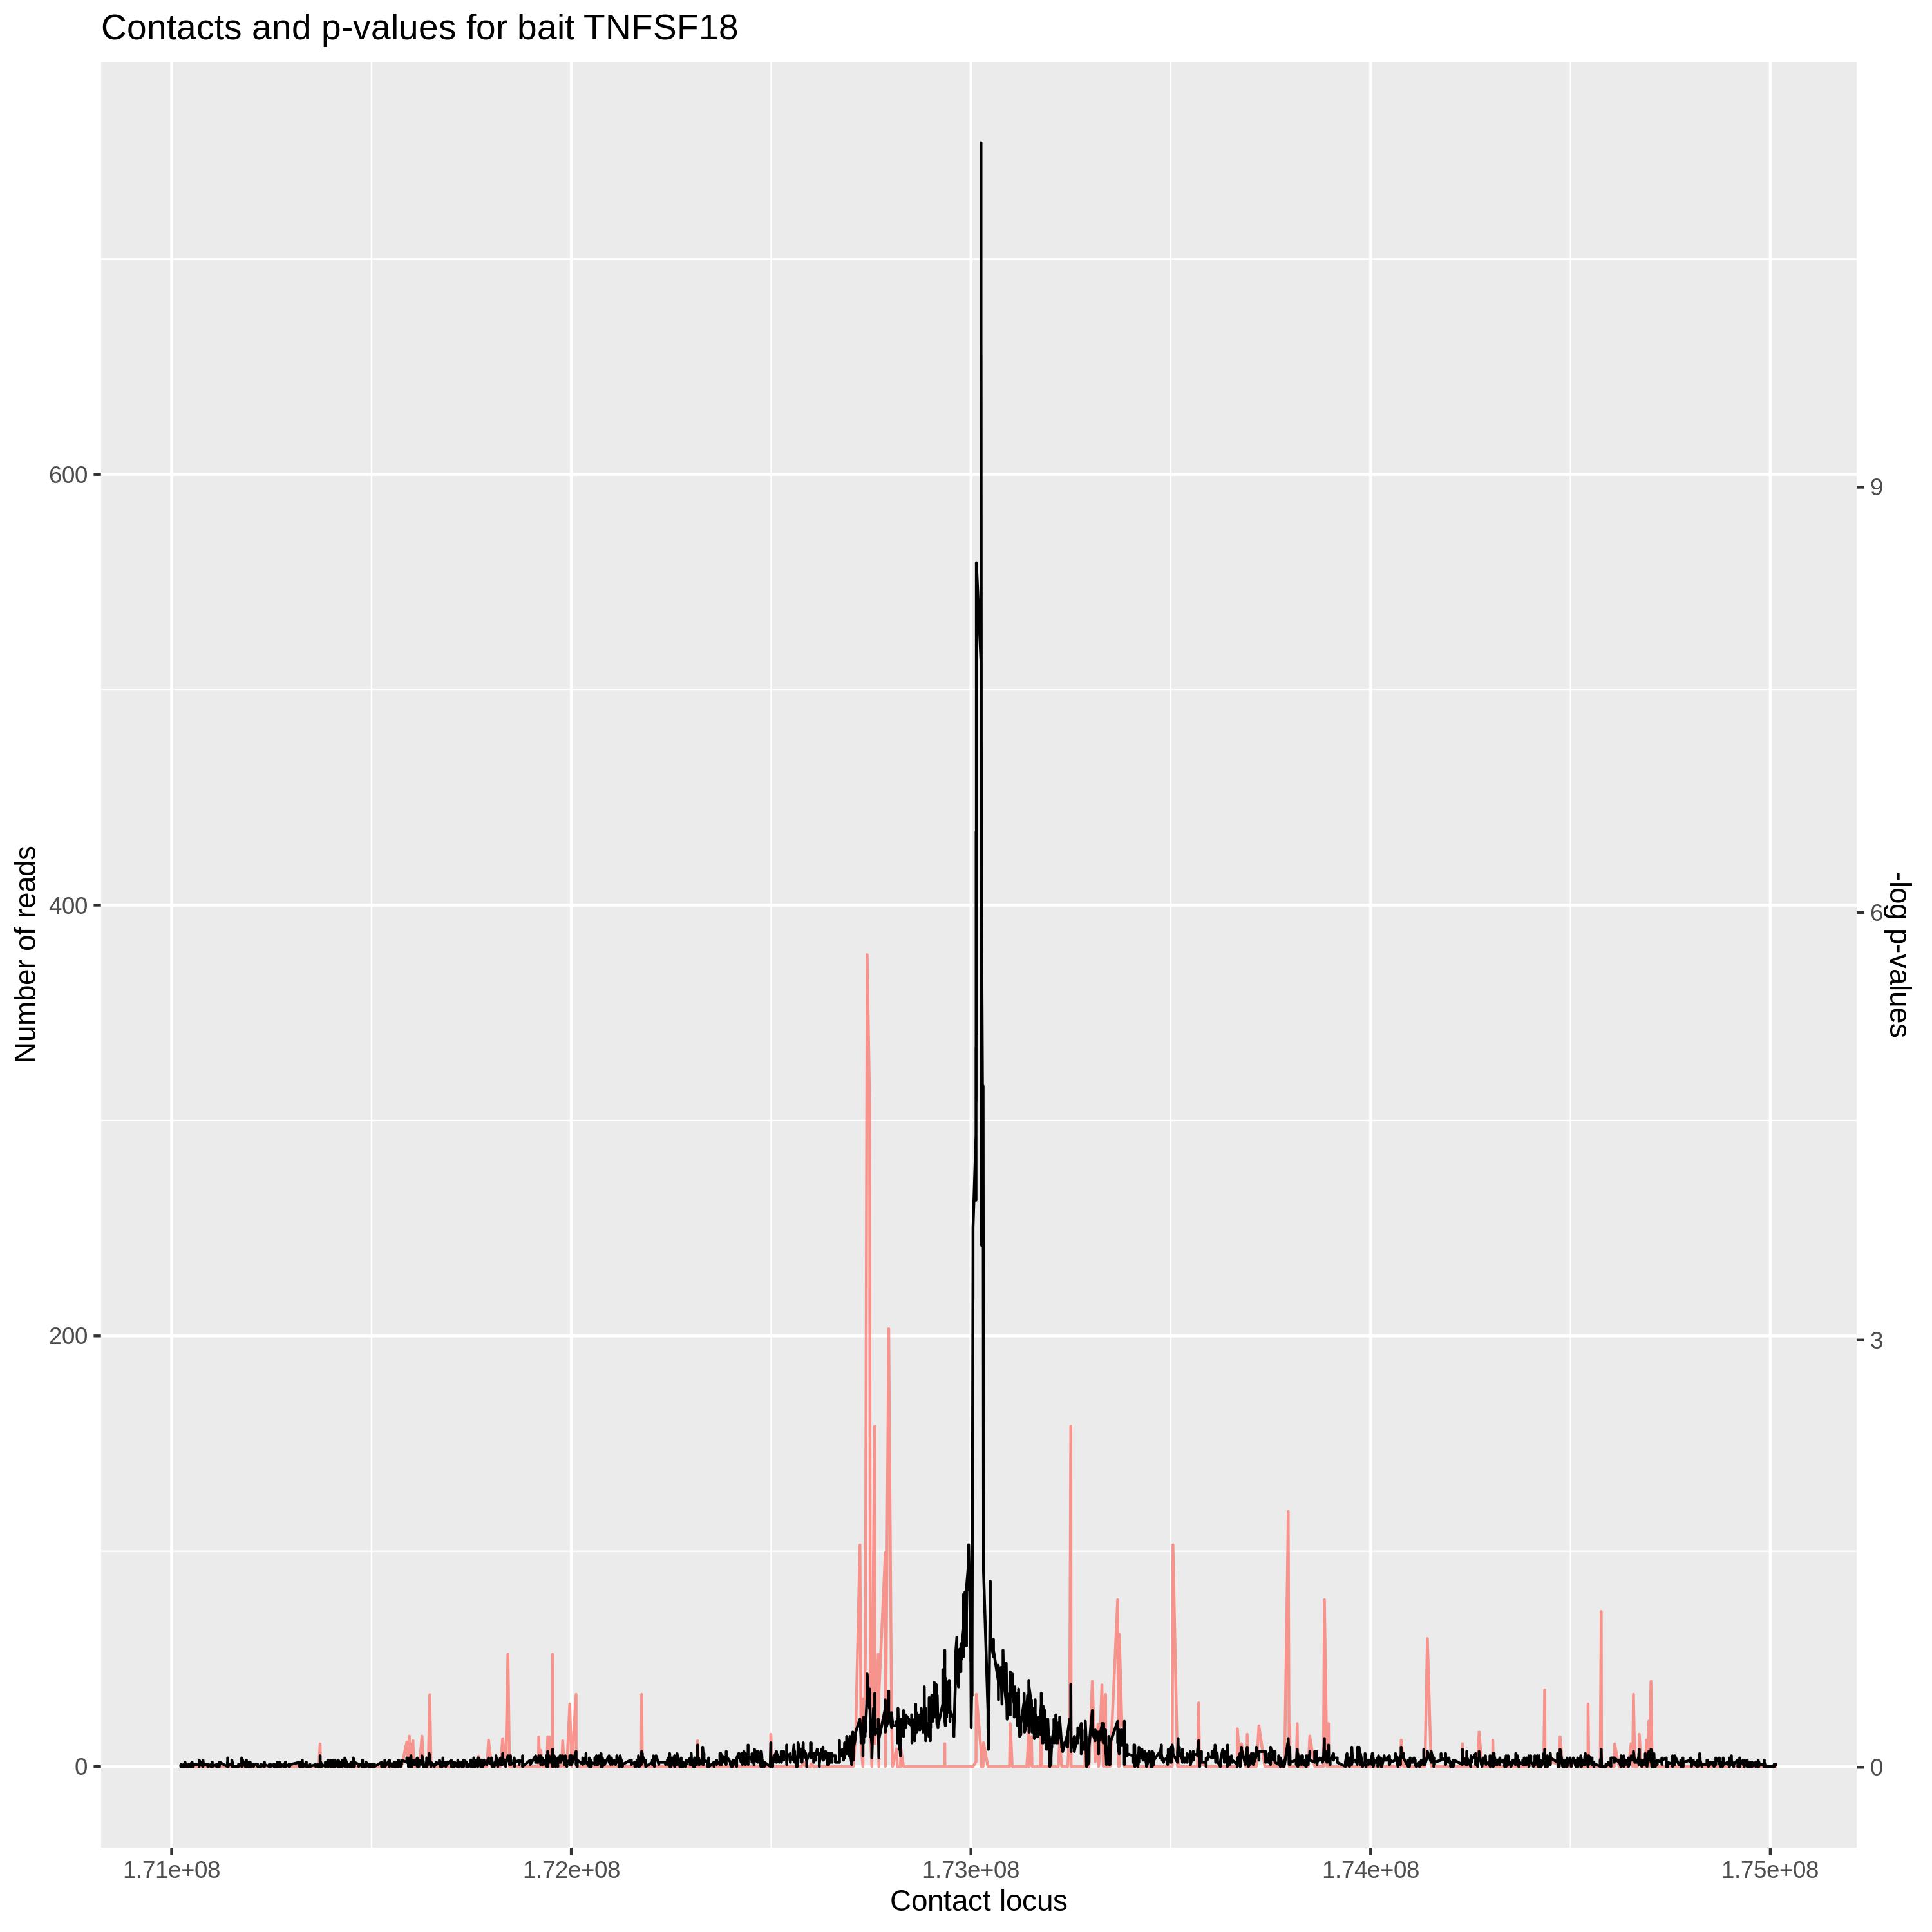 Contacts and p-values for bait TNFSF18
Number of reads
600
400
200
0
9
6
3
0
-log p-values
1.71e+08 1.72e+08 1.73e+08 1.74e+08 1.75e+08
Contact locus